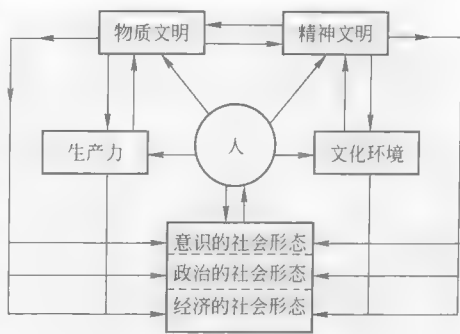 物质文明
精神文明
人
生产力
文化环境
意识的社会形态
政治的社会形态
经济的社会形态